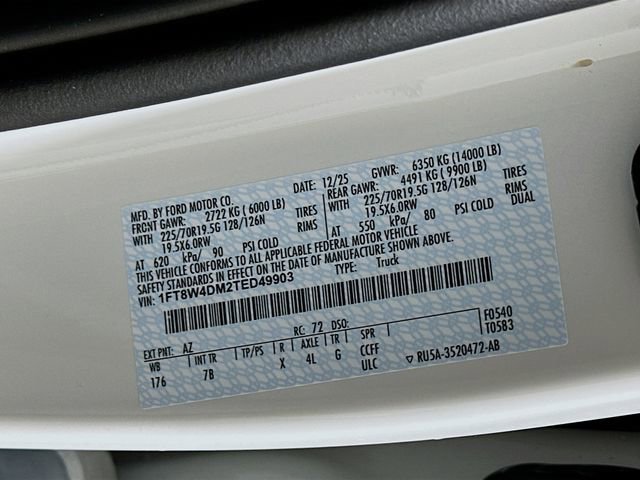 MFD. BY FORD MOTOR CO. DATE: 12/25 GVWR: 6350 KG (14000 LB)
FRONT GAWR: 2722 KG (6000 LB) REAR GAWR: 4491 KG (9900 LB)
WITH 225/70R19.5G 128/126N TIRES WITH 225/70R19.5G 128/126N TIRES
19.5X6.0RW RIMS 19.5X6.0RW RIMS
AT 620 kPa/ 90 PSI COLD AT 550 kPa/ 80 PSI COLD DUAL
THIS VEHICLE CONFORMS TO ALL APPLICABLE FEDERAL MOTOR VEHICLE
SAFETY STANDARDS IN EFFECT ON THE DATE OF MANUFACTURE SHOWN ABOVE.
VIN: 1FT8W4DM2TED49903 TYPE: Truck
F0540
T05B3
EXT PNT: AZ RC: 72 DSO:
WB INT TR TP/PS R AXLE TR SPR
176 7B X 4L G CCFF
ULC ▽ RU5A-3520472-AB